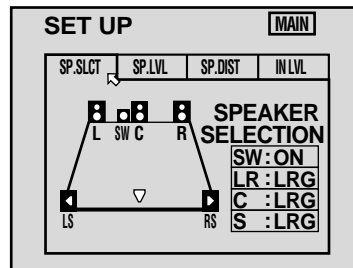 SET UP MAIN
SP.SLCT SP.LVL SP.DIST IN LVL
L SW C R
SPEAKER
SELECTION
SW : ON
LR : LRG
C : LRG
S : LRG
LS RS